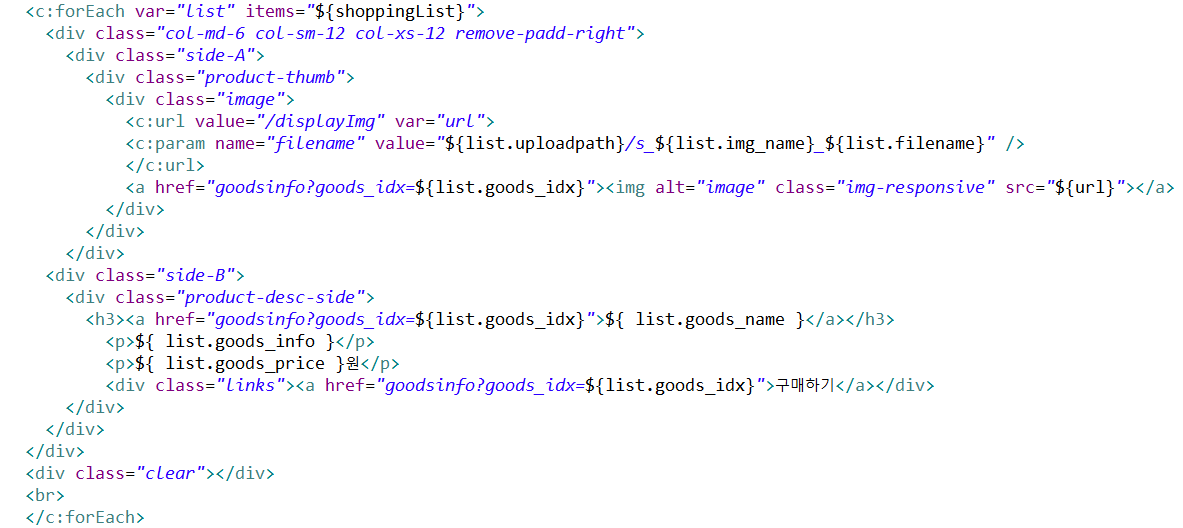 <c:forEach var="list" items="${shoppingList}">
<div class="col-md-6 col-sm-12 col-xs-12 remove-padd-right">
<div class="side-A">
<div class="product-thumb">
<div class="image">
<c:url value="/displayImg" var="url">
<c:param name="filename" value="${list.uploadpath}/s_${list.img_name}_${list.filename}" />
</c:url>
<a href="goodsinfo?goods_idx=${list.goods_idx}"><img alt="image" class="img-responsive" src="${url}"></a>
</div>
</div>
</div>
<div class="side-B">
<div class="product-desc-side">
<h3><a href="goodsinfo?goods_idx=${list.goods_idx}">${ list.goods_name }</a></h3>
<p>${ list.goods_info }</p>
<p>${ list.goods_price }원</p>
<div class="links"><a href="goodsinfo?goods_idx=${list.goods_idx}">구매하기</a></div>
</div>
</div>
</div>
<div class="clear"></div>
<br>
</c:forEach>